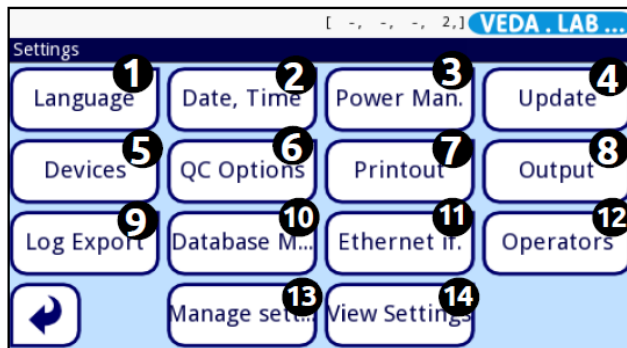 [ -, -, -, 2,] VEDA . LAB ...
Settings
1 2 3 4
Language Date, Time Power Man. Update
5 6 7 8
Devices QC Options Printout Output
9 10 11 12
Log Export Database M... Ethernet if. Operators
13 14
Manage sett... View Settings